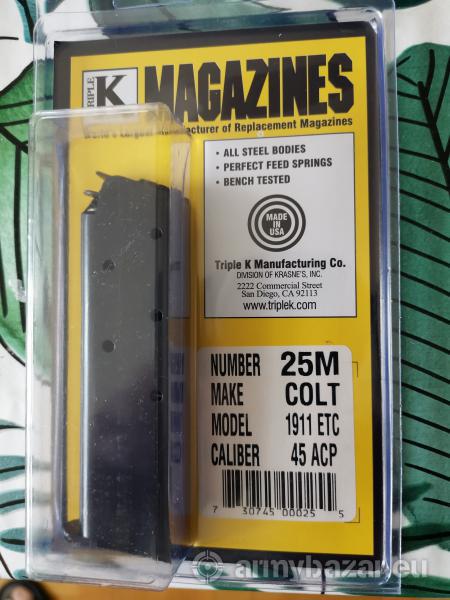 TRIPLE
K
MAGAZINES
World's Largest Manufacturer of Replacement Magazines
• ALL STEEL BODIES
• PERFECT FEED SPRINGS
• BENCH TESTED
MADE
IN
USA
Triple K Manufacturing Co.
DIVISION OF KRASNE'S, INC.
2222 Commercial Street
San Diego, CA 92113
www.triplek.com
NUMBER 25M
MAKE COLT
MODEL 1911 ETC
CALIBER 45 ACP
7 30745 00025 5
armybazar.eu